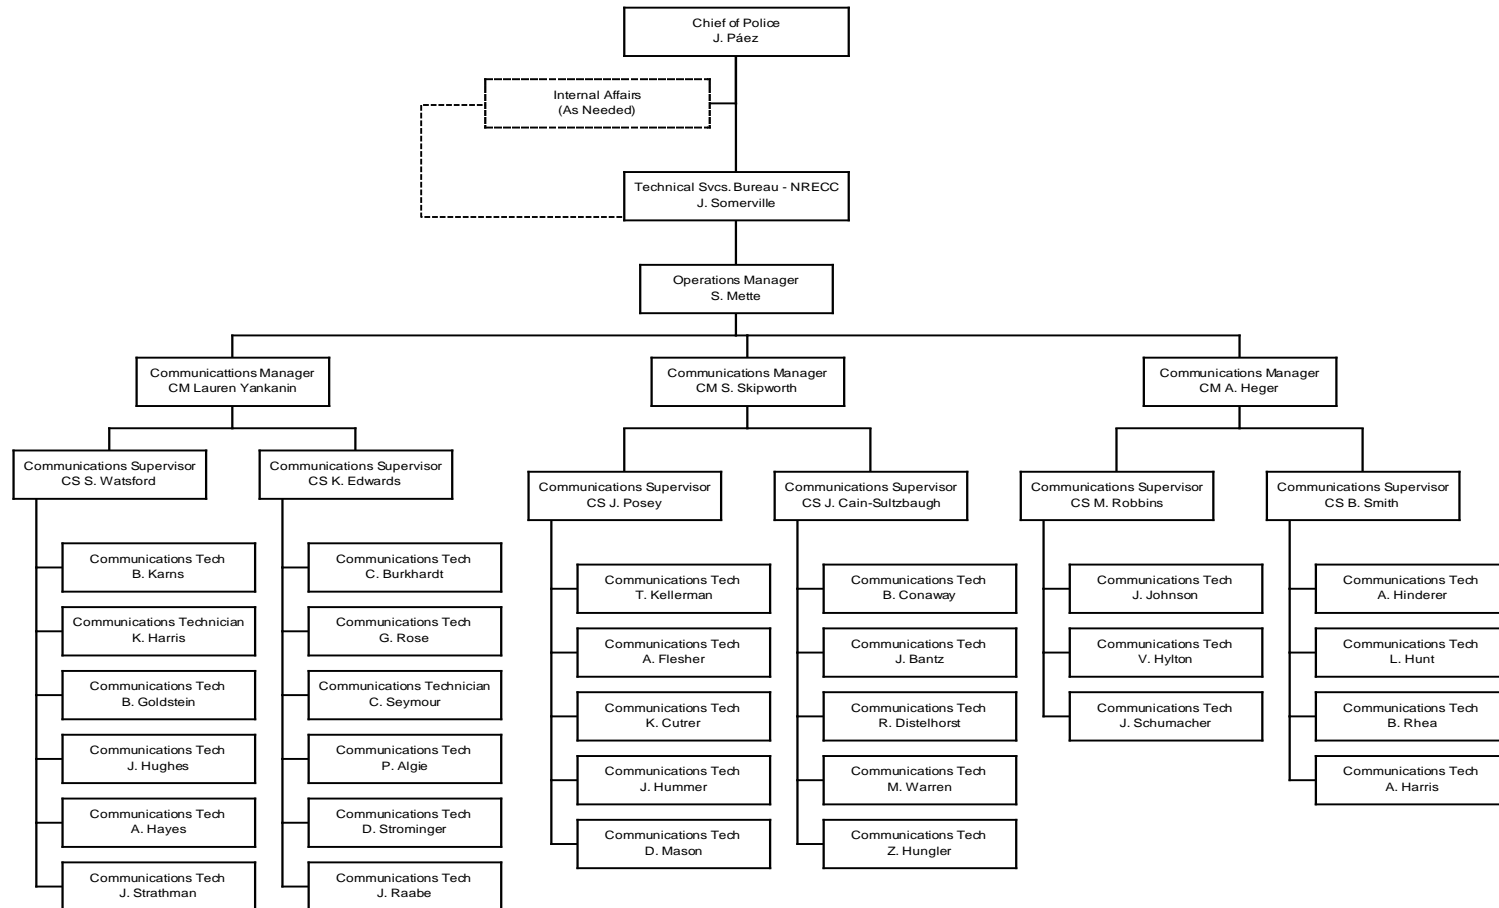 Chief of Police
J. Páez
Internal Affairs
(As Needed)
Technical Svcs. Bureau - NRECC
J. Somerville
Operations Manager
S. Mette
Communicattions Manager
CM Lauren Yankanin
Communications Manager
CM S. Skipworth
Communications Manager
CM A. Heger
Communications Supervisor
CS S. Watsford
Communications Supervisor
CS K. Edwards
Communications Supervisor
CS J. Posey
Communications Supervisor
CS J. Cain-Sultzbaugh
Communications Supervisor
CS M. Robbins
Communications Supervisor
CS B. Smith
Communications Tech
B. Karns
Communications Technician
K. Harris
Communications Tech
B. Goldstein
Communications Tech
J. Hughes
Communications Tech
A. Hayes
Communications Tech
J. Strathman
Communications Tech
C. Burkhardt
Communications Tech
G. Rose
Communications Technician
C. Seymour
Communications Tech
P. Algie
Communications Tech
D. Strominger
Communications Tech
J. Raabe
Communications Tech
T. Kellerman
Communications Tech
A. Flesher
Communications Tech
K. Cutrer
Communications Tech
J. Hummer
Communications Tech
D. Mason
Communications Tech
B. Conaway
Communications Tech
J. Bantz
Communications Tech
R. Distelhorst
Communications Tech
M. Warren
Communications Tech
Z. Hungler
Communications Tech
J. Johnson
Communications Tech
V. Hylton
Communications Tech
J. Schumacher
Communications Tech
A. Hinderer
Communications Tech
L. Hunt
Communications Tech
B. Rhea
Communications Tech
A. Harris